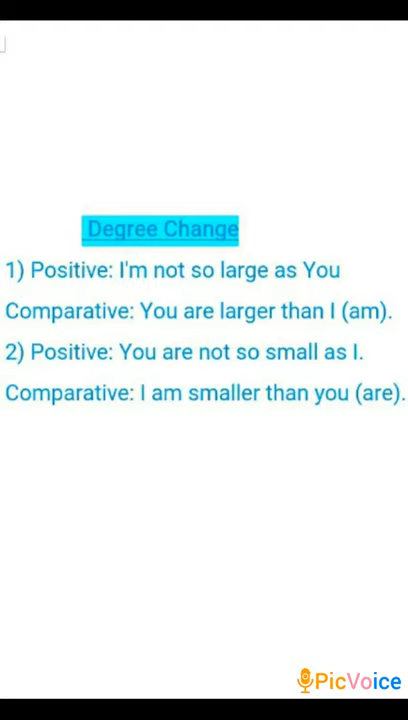 Degree Change
1) Positive: I'm not so large as You
Comparative: You are larger than I (am).
2) Positive: You are not so small as I.
Comparative: I am smaller than you (are).
PicVoice